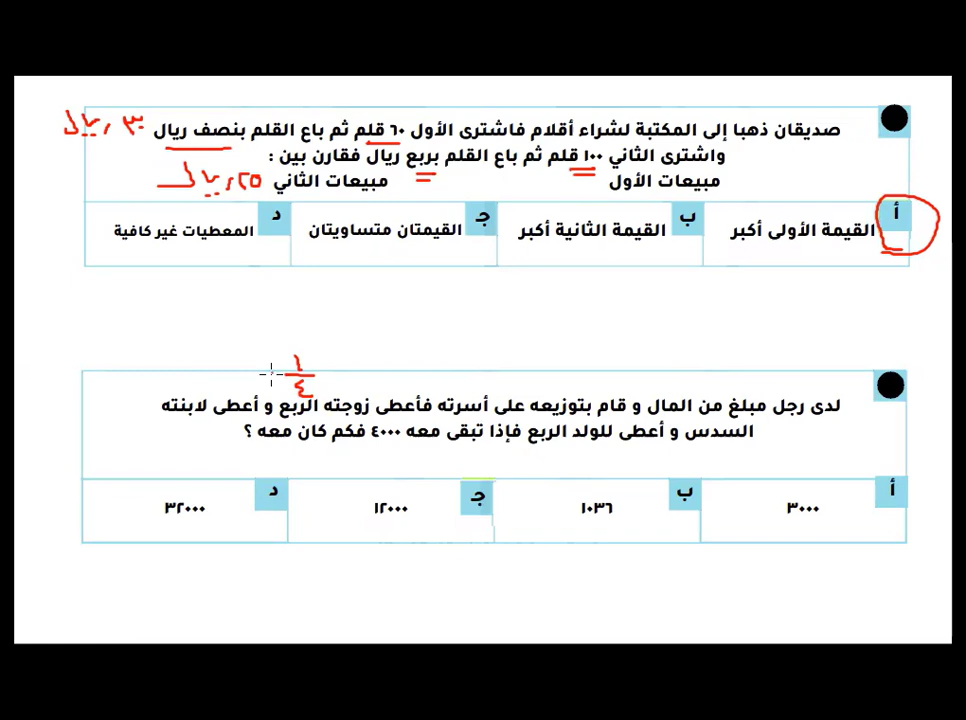 صديقان ذهبا إلى المكتبة لشراء أقلام فاشترى الأول ٦٠ قلم ثم باع القلم بنصف ريال ٣٠ ريال
واشترى الثاني ١٠٠ قلم ثم باع القلم بربع ريال فقارن بين :
مبيعات الأول مبيعات الثاني ٢٥ ريال
أ القيمة الأولى أكبر ب القيمة الثانية أكبر جـ القيمتان متساويتان د المعطيات غير كافية
١
٤
لدى رجل مبلغ من المال و قام بتوزيعه على أسرته فأعطى زوجته الربع و أعطى لابنته
السدس و أعطى للولد الربع فإذا تبقى معه ٤٠٠٠ فكم كان معه ؟
أ ٣٠٠٠ ب ١٠٣٦ جـ ١٢٠٠٠ د ٣٢٠٠٠